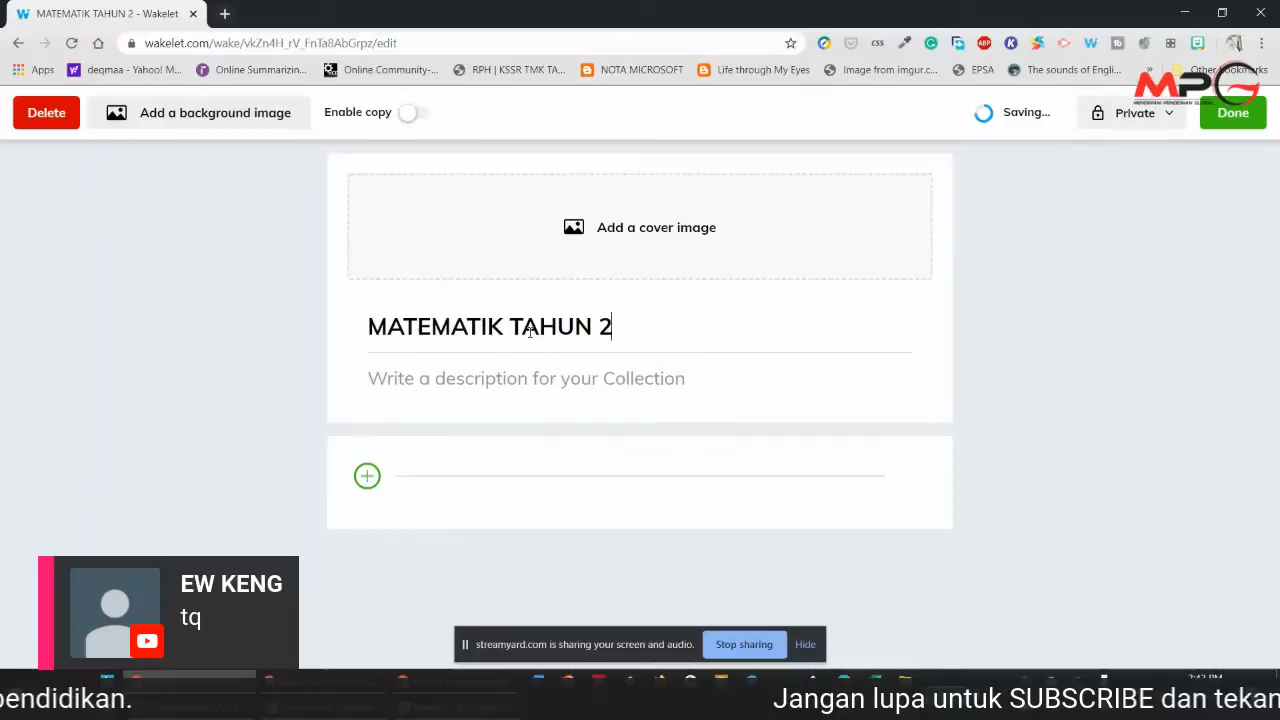 MATEMATIK TAHUN 2 - Wakelet
wakelet.com/wake/vkZn4H_rV_FnTa8AbGrpz/edit
Apps
deqmaa - Yahoo! M...
Online Summarizin...
Online Community-...
RPH KSSR TMK TA...
NOTA MICROSOFT
Life through My Eyes
Image from imgur.c...
EPSA
The sounds of Engl...
Other bookmarks
MPG
Delete
Add a background image
Enable copy
Saving...
Private
Done
Add a cover image
MATEMATIK TAHUN 2
Write a description for your Collection
EW KENG
tq
streamyard.com is sharing your screen and audio.
Stop sharing
Hide
pendidikan.
Jangan lupa untuk SUBSCRIBE dan tekan